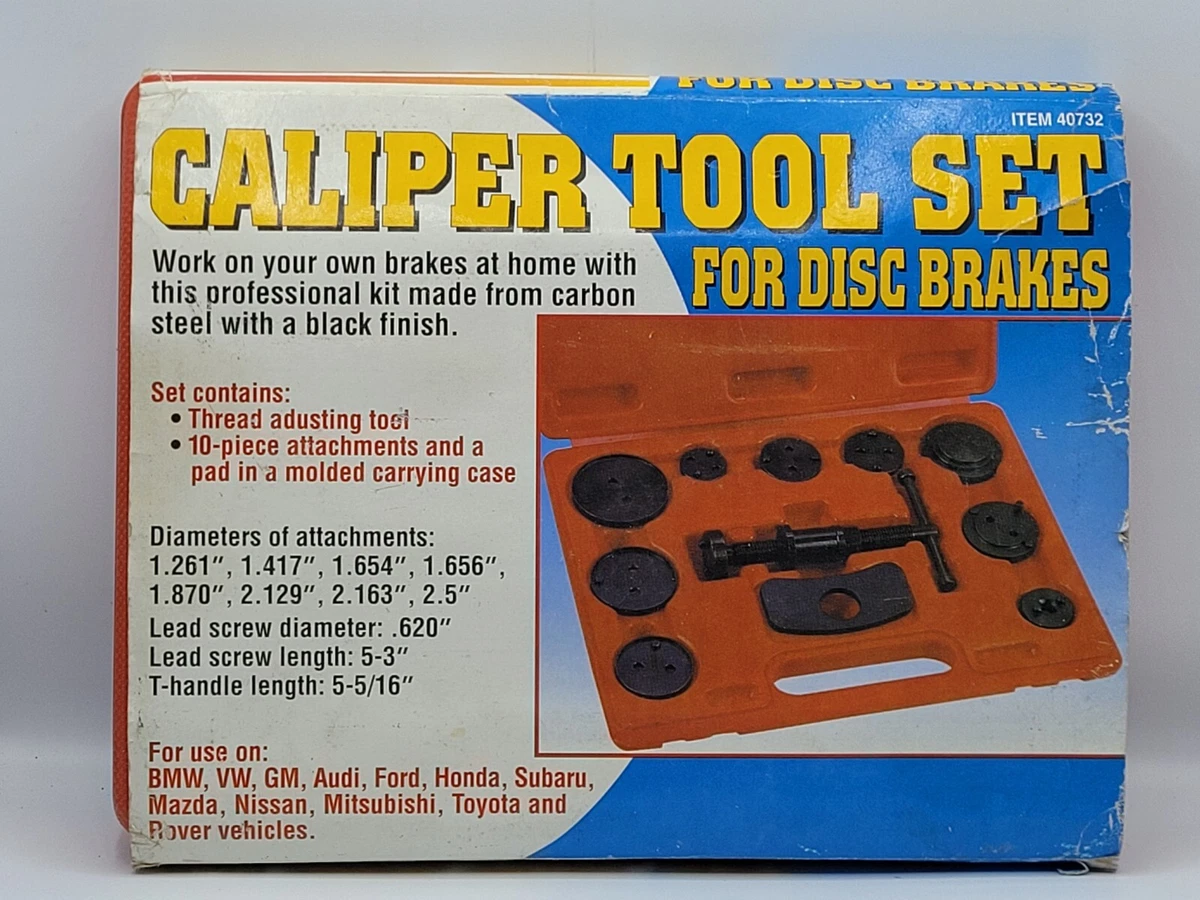 FOR DISC BRAKES
ITEM 40732
CALIPER TOOL SET
FOR DISC BRAKES
Work on your own brakes at home with
this professional kit made from carbon
steel with a black finish.
Set contains:
• Thread adusting tool
• 10-piece attachments and a
pad in a molded carrying case
Diameters of attachments:
1.261″, 1.417″, 1.654″, 1.656″,
1.870″, 2.129″, 2.163″, 2.5″
Lead screw diameter: .620″
Lead screw length: 5-3″
T-handle length: 5-5/16″
For use on:
BMW, VW, GM, Audi, Ford, Honda, Subaru,
Mazda, Nissan, Mitsubishi, Toyota and
Rover vehicles.